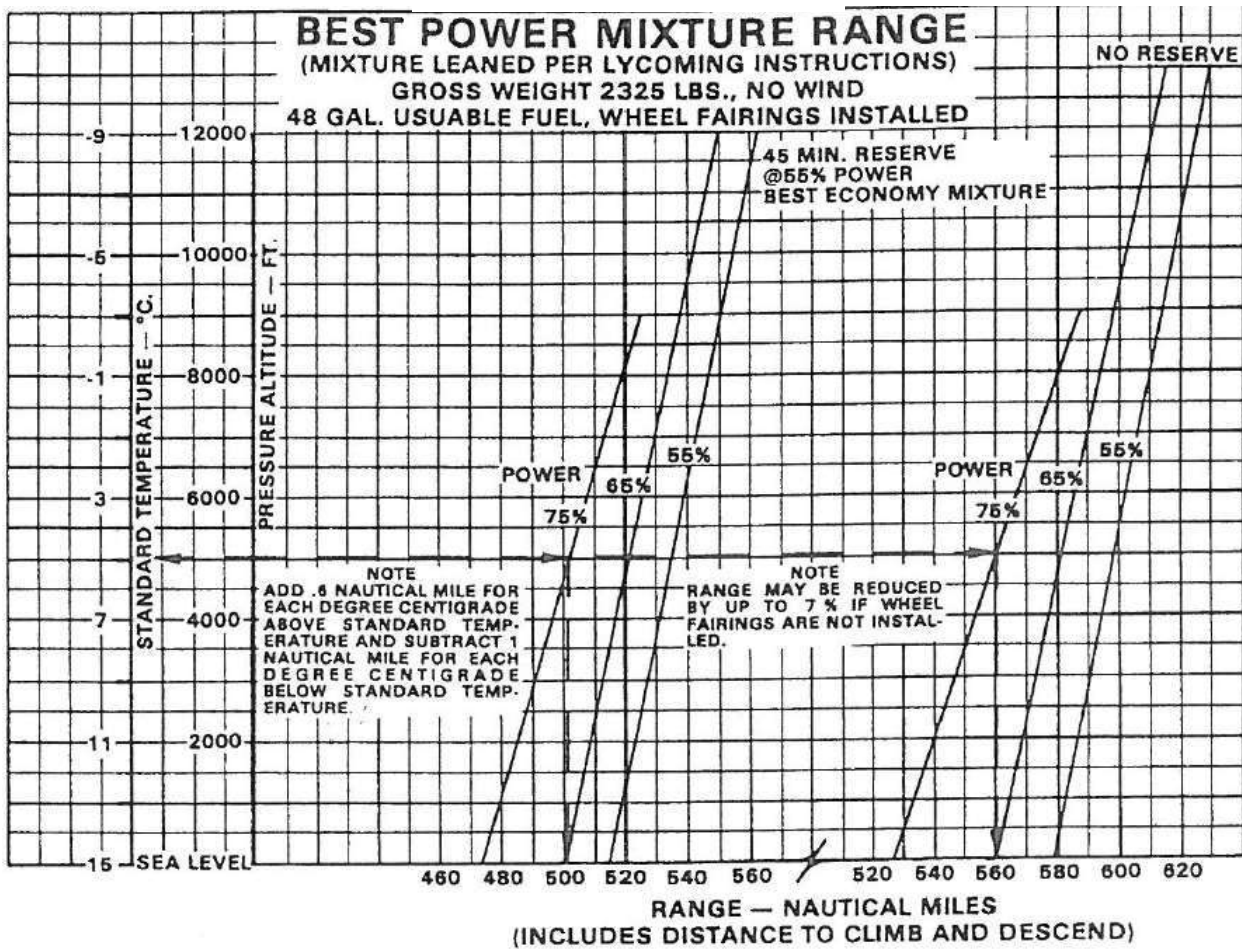 BEST POWER MIXTURE RANGE
(MIXTURE LEANED PER LYCOMING INSTRUCTIONS)
GROSS WEIGHT 2325 LBS., NO WIND
48 GAL. USUABLE FUEL, WHEEL FAIRINGS INSTALLED
NO RESERVE
45 MIN. RESERVE
@55% POWER
BEST ECONOMY MIXTURE
STANDARD TEMPERATURE — °C.
PRESSURE ALTITUDE — FT.
-9 12000
-5 10000
-1 8000
3 6000
7 4000
11 2000
15 SEA LEVEL
POWER
75%
65%
55%
POWER
75%
65%
55%
NOTE
ADD .6 NAUTICAL MILE FOR
EACH DEGREE CENTIGRADE
ABOVE STANDARD TEMP-
ERATURE AND SUBTRACT 1
NAUTICAL MILE FOR EACH
DEGREE CENTIGRADE
BELOW STANDARD TEMP-
ERATURE.
NOTE
RANGE MAY BE REDUCED
BY UP TO 7 % IF WHEEL
FAIRINGS ARE NOT INSTAL-
LED.
460 480 500 520 540 560 520 540 560 580 600 620
RANGE — NAUTICAL MILES
(INCLUDES DISTANCE TO CLIMB AND DESCEND)